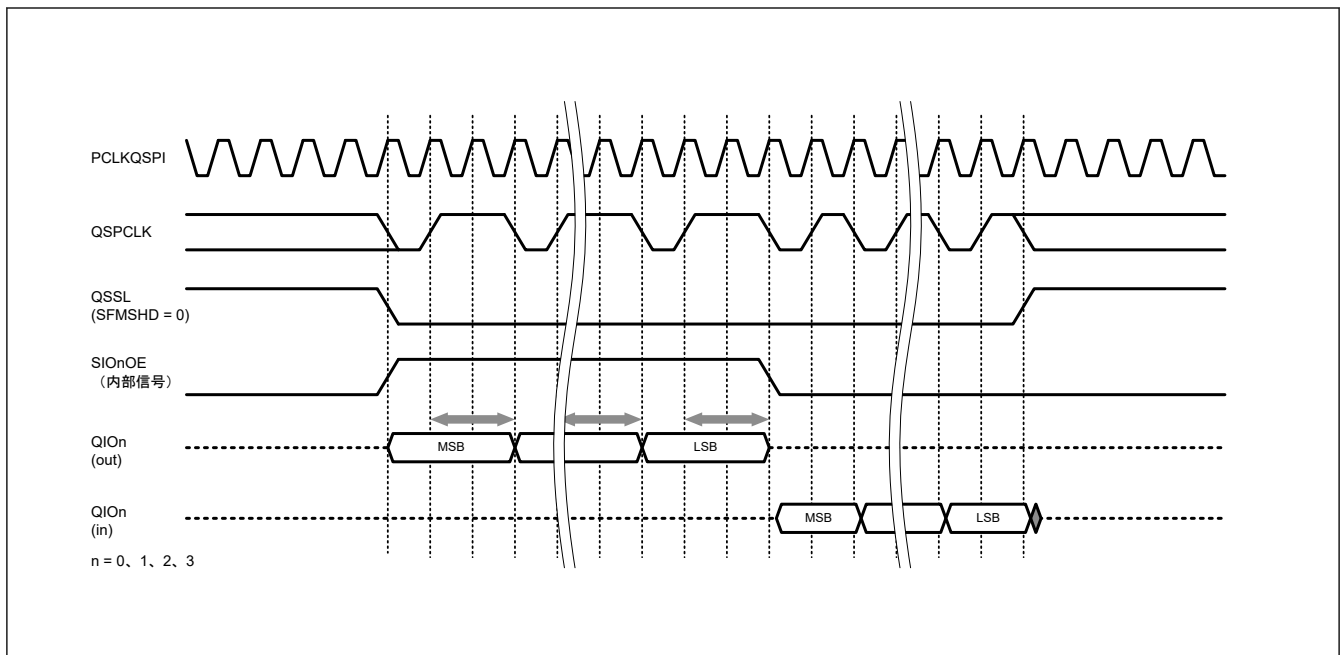 PCLKQSPI
QSPCLK
QSSL
(SFMSHD = 0)
SIOnOE
（内部信号）
QIOn
(out)
MSB
LSB
QIOn
(in)
MSB
LSB
n = 0、1、2、3